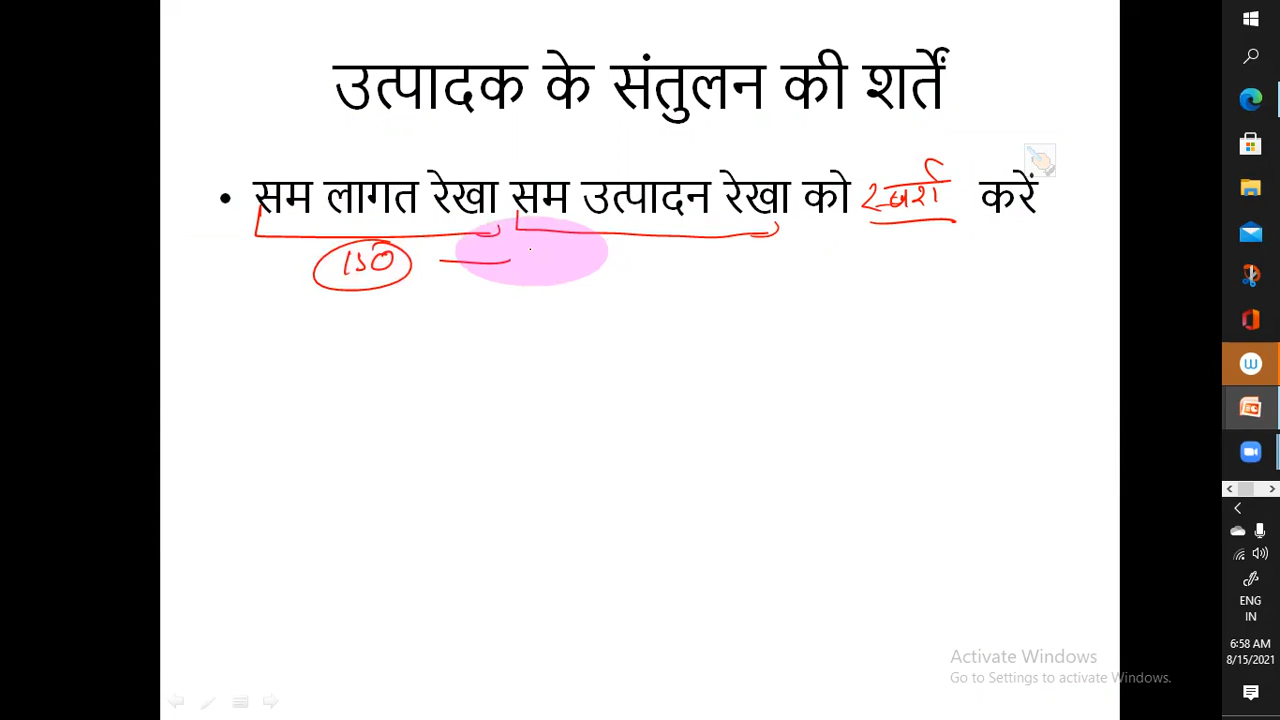 उत्पादक के संतुलन की शर्तें
• सम लागत रेखा सम उत्पादन रेखा को स्पर्श करें
ISO
Activate Windows
Go to Settings to activate Windows.
ENG
IN
6:58 AM
8/15/2021